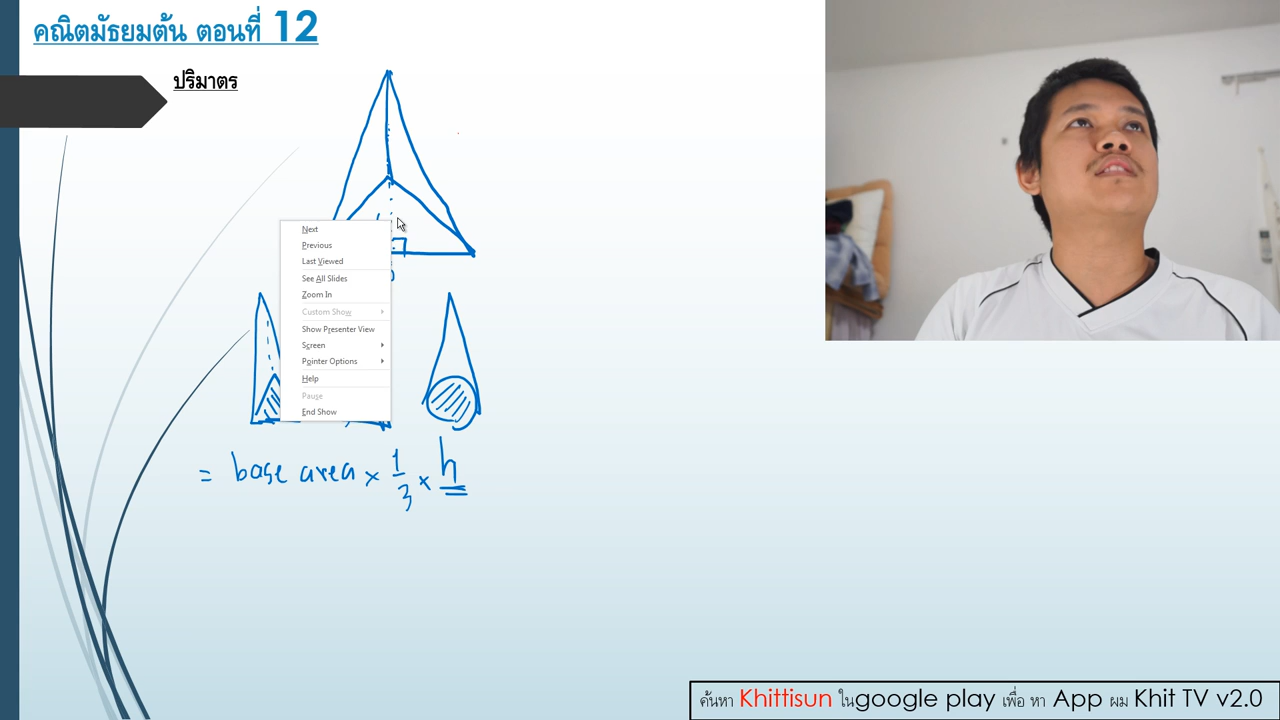 คณิตมัธยมต้น ตอนที่ 12
ปริมาตร
Next
Previous
Last Viewed
See All Slides
Zoom In
Custom Show
Show Presenter View
Screen
Pointer Options
Help
Pause
End Show
= base area × 1/3 × h
ค้นหา Khittisun ในgoogle play เพื่อ หา App ผม Khit TV v2.0